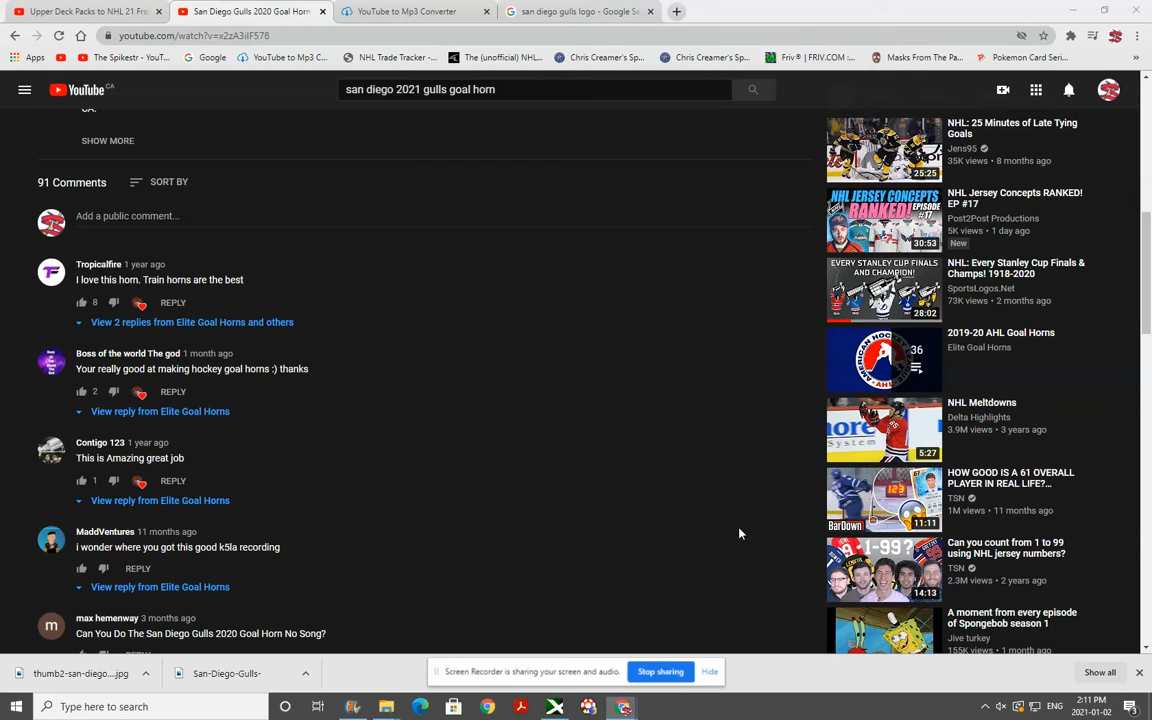 Upper Deck Packs to NHL 21 Fra
San Diego Gulls 2020 Goal Horn
YouTube to Mp3 Converter
san diego gulls logo - Google Se
youtube.com/watch?v=x2zA3iIF578
Apps
The Spikestr - YouT...
Google
YouTube to Mp3 C...
NHL Trade Tracker -...
The (unofficial) NHL...
Chris Creamer's Sp...
Chris Creamer's Sp...
Friv® | FRIV.COM :...
Masks From The Pa...
Pokemon Card Seri...
YouTube CA
san diego 2021 gulls goal horn
CA.
SHOW MORE
91 Comments
SORT BY
Add a public comment...
Tropicalfire 1 year ago
I love this horn. Train horns are the best
8 REPLY
View 2 replies from Elite Goal Horns and others
Boss of the world The god 1 month ago
Your really good at making hockey goal horns :) thanks
2 REPLY
View reply from Elite Goal Horns
Contigo 123 1 year ago
This is Amazing great job
1 REPLY
View reply from Elite Goal Horns
MaddVentures 11 months ago
i wonder where you got this good k5la recording
REPLY
View reply from Elite Goal Horns
m
max hemenway 3 months ago
Can You Do The San Diego Gulls 2020 Goal Horn No Song?
NHL: 25 Minutes of Late Tying
Goals
Jens95
35K views • 8 months ago
25:25
NHL JERSEY CONCEPTS
RANKED!
EPISODE
#17
30:53
NHL Jersey Concepts RANKED!
EP #17
Post2Post Productions
5K views • 1 day ago
New
EVERY STANLEY CUP FINALS
AND CHAMPION!
28:02
NHL: Every Stanley Cup Finals &
Champs! 1918-2020
SportsLogos.Net
73K views • 2 months ago
36
2019-20 AHL Goal Horns
Elite Goal Horns
5:27
NHL Meltdowns
Delta Highlights
3.9M views • 3 years ago
BarDown
11:11
HOW GOOD IS A 61 OVERALL
PLAYER IN REAL LIFE?...
TSN
1M views • 11 months ago
1-99?
14:13
Can you count from 1 to 99
using NHL jersey numbers?
TSN
2.3M views • 2 years ago
A moment from every episode
of Spongebob season 1
Jive turkey
155K views • 1 month ago
thumb2-san-diego....jpg
San-Diego-Gulls-
Screen Recorder is sharing your screen and audio.
Stop sharing
Hide
Show all
Type here to search
ENG
2:11 PM
2021-01-02
3